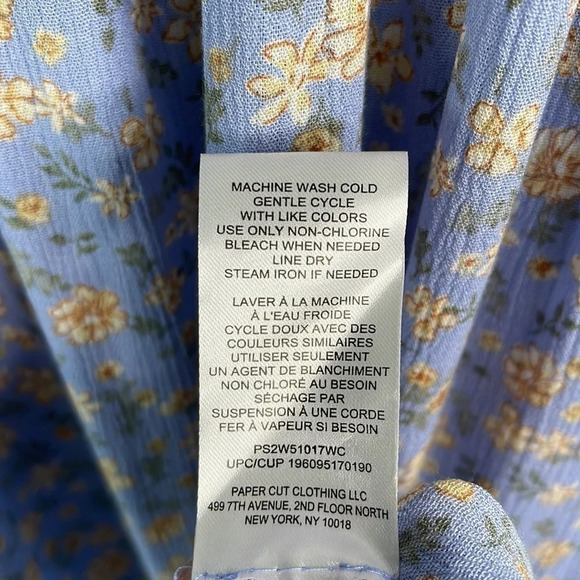 MACHINE WASH COLD
GENTLE CYCLE
WITH LIKE COLORS
USE ONLY NON-CHLORINE
BLEACH WHEN NEEDED
LINE DRY
STEAM IRON IF NEEDED
LAVER À LA MACHINE
À L'EAU FROIDE
CYCLE DOUX AVEC DES
COULEURS SIMILAIRES
UTILISER SEULEMENT
UN AGENT DE BLANCHIMENT
NON CHLORÉ AU BESOIN
SÉCHAGE PAR
SUSPENSION À UNE CORDE
FER À VAPEUR SI BESOIN
PS2W51017WC
UPC/CUP 196095170190
PAPER CUT CLOTHING LLC
499 7TH AVENUE, 2ND FLOOR NORTH
NEW YORK, NY 10018